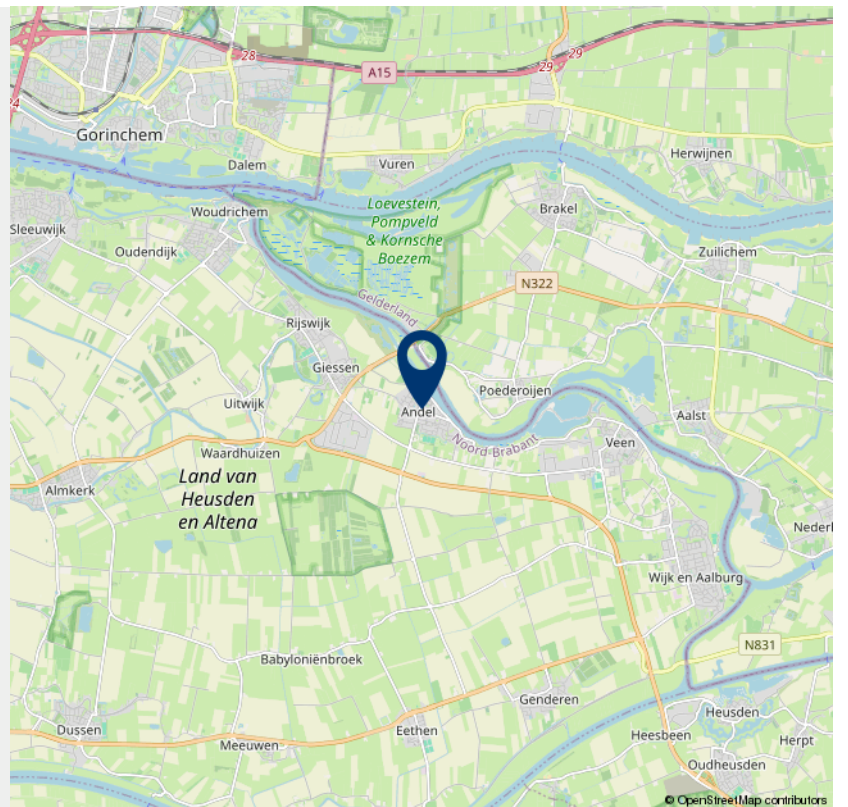 28
A15
29
29
24
Gorinchem
Dalem
Vuren
Herwijnen
Loevestein,
Pompveld
& Kornsche
Boezem
Woudrichem
Brakel
Sleeuwijk
Oudendijk
Zuilichem
N322
Gelderland
Rijswijk
Giessen
Poederoijen
Uitwijk
Andel
Aalst
Noord-Brabant
Veen
Waardhuizen
Land van
Heusden
en Altena
Almkerk
Nederh
Wijk en Aalburg
N831
Babyloniënbroek
Genderen
Heusden
Dussen
Eethen
Heesbeen
Herpt
Meeuwen
Oudheusden
© OpenStreetMap contributors